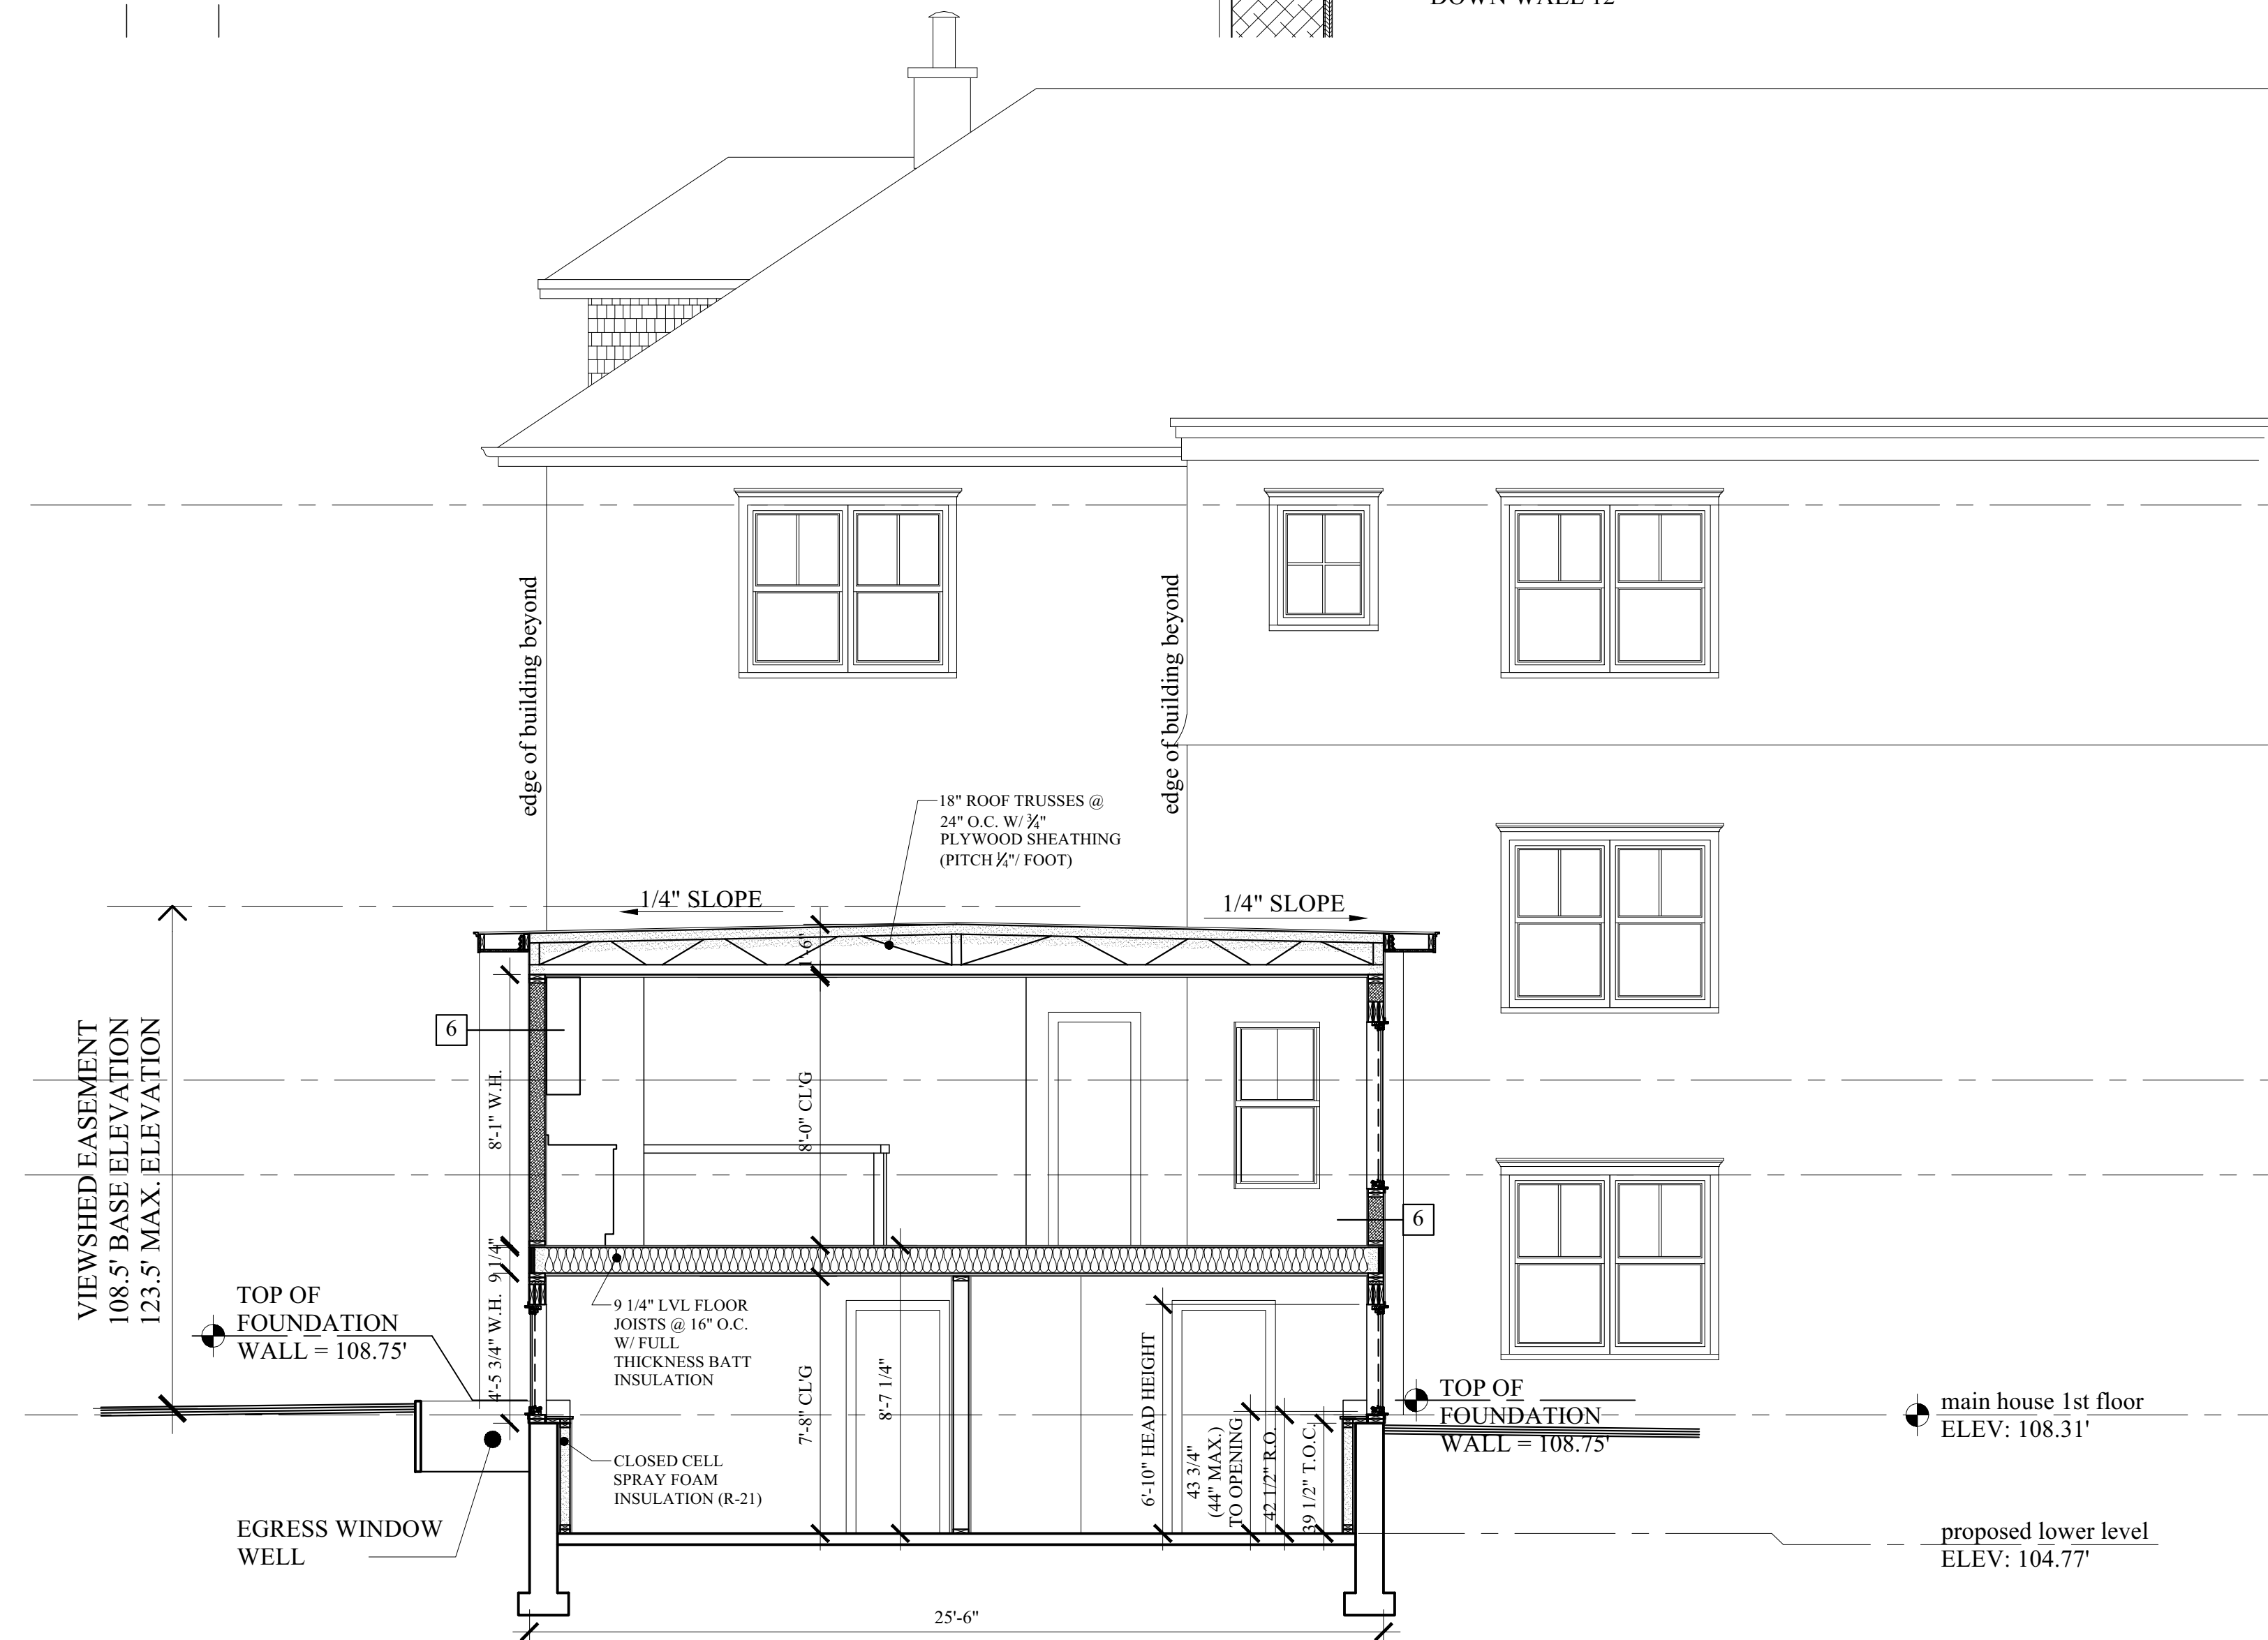 DOWN WALL 12"
edge of building beyond
edge of building beyond
18" ROOF TRUSSES @
24" O.C. W/ 3/4"
PLYWOOD SHEATHING
(PITCH 1/4"/ FOOT)
1/4" SLOPE
1/4" SLOPE
1'-6"
VIEWSHED EASEMENT
108.5' BASE ELEVATION
123.5' MAX. ELEVATION
6
8'-1" W.H.
8'-0" CL'G
6
9 1/4"
TOP OF
FOUNDATION
WALL = 108.75'
4'-5 3/4" W.H.
9 1/4" LVL FLOOR
JOISTS @ 16" O.C.
W/ FULL
THICKNESS BATT
INSULATION
7'-8" CL'G
8'-7 1/4"
6'-10" HEAD HEIGHT
43 3/4"
(44" MAX.)
TO OPENING
42 1/2" R.O.
39 1/2" T.O.C.
TOP OF
FOUNDATION
WALL = 108.75'
main house 1st floor
ELEV: 108.31'
CLOSED CELL
SPRAY FOAM
INSULATION (R-21)
EGRESS WINDOW
WELL
proposed lower level
ELEV: 104.77'
25'-6"